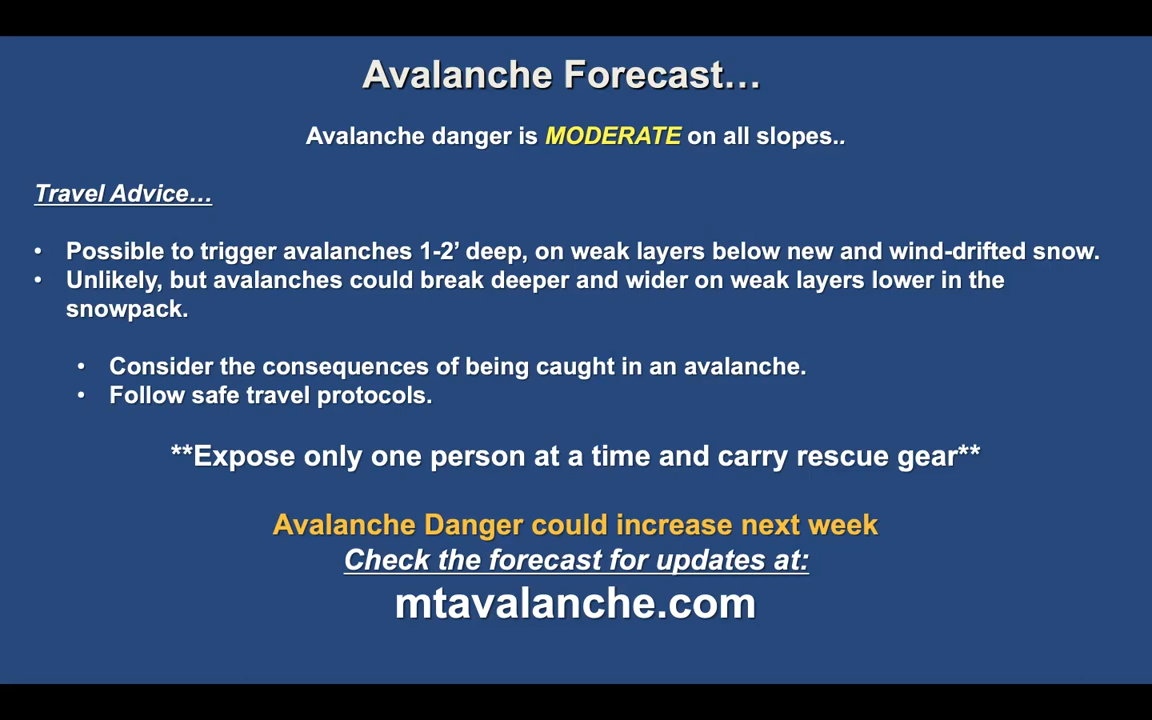 Avalanche Forecast…
Avalanche danger is MODERATE on all slopes..
Travel Advice…
• Possible to trigger avalanches 1-2’ deep, on weak layers below new and wind-drifted snow.
• Unlikely, but avalanches could break deeper and wider on weak layers lower in the
snowpack.
• Consider the consequences of being caught in an avalanche.
• Follow safe travel protocols.
**Expose only one person at a time and carry rescue gear**
Avalanche Danger could increase next week
Check the forecast for updates at:
mtavalanche.com